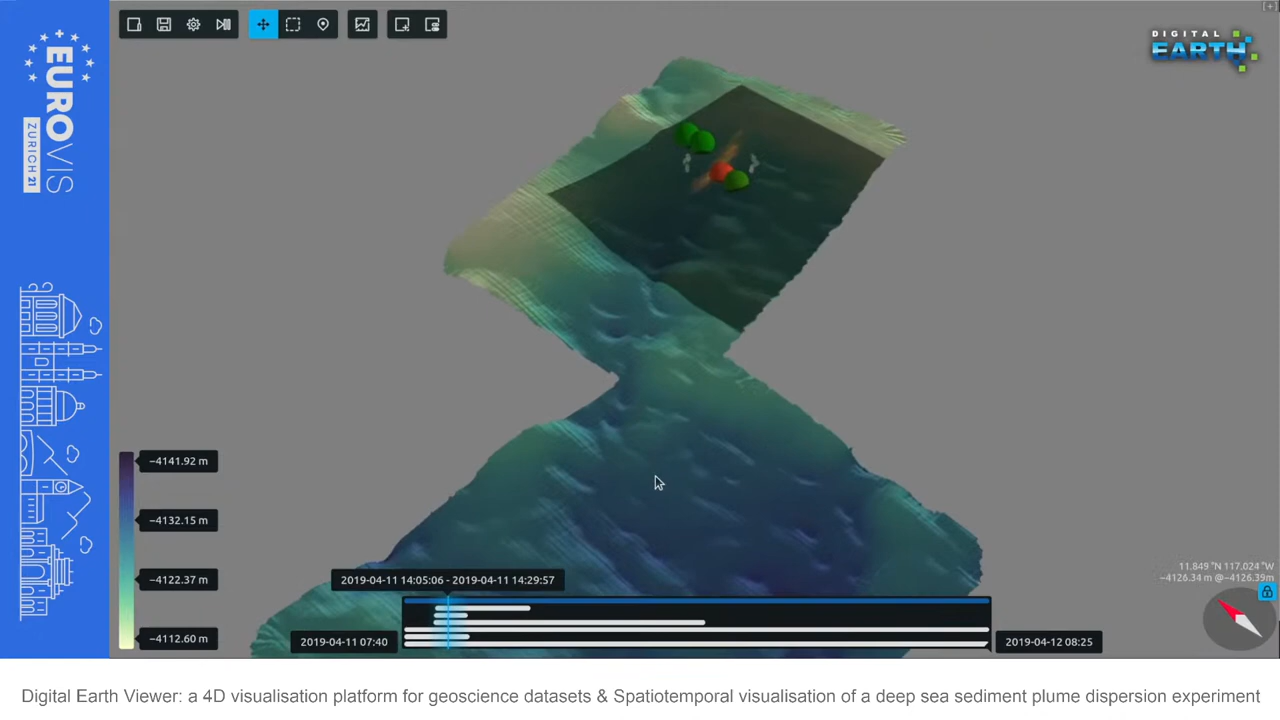 [+]
EUROVIS
ZURICH 21
DIGITAL
EARTH
−4141.92 m
−4132.15 m
−4122.37 m
−4112.60 m
11.849 °N 117.024 °W
−4126.34 m @−4126.39m
2019-04-11 14:05:06 - 2019-04-11 14:29:57
2019-04-11 07:40
2019-04-12 08:25
Digital Earth Viewer: a 4D visualisation platform for geoscience datasets & Spatiotemporal visualisation of a deep sea sediment plume dispersion experiment